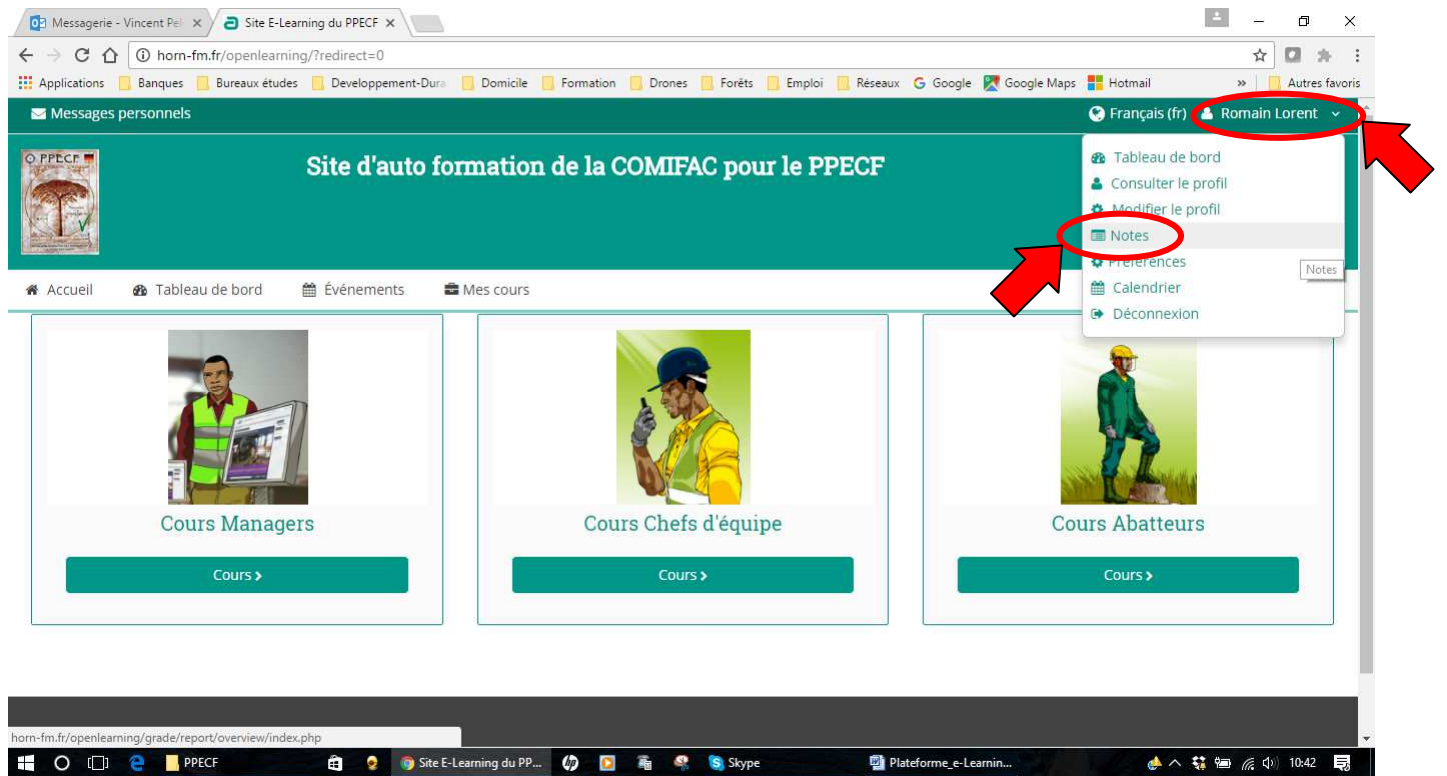 Messagerie - Vincent Pel
Site E-Learning du PPECF
horn-fm.fr/openlearning/?redirect=0
Applications Banques Bureaux études Developpement-Dura Domicile Formation Drones Forêts Emploi Réseaux Google Google Maps Hotmail » Autres favoris
Messages personnels
Français (fr) Romain Lorent
PPECF
Site d'auto formation de la COMIFAC pour le PPECF
Tableau de bord
Consulter le profil
Modifier le profil
Notes
Préférences
Notes
Calendrier
Déconnexion
Accueil Tableau de bord Événements Mes cours
Cours Managers
Cours Chefs d'équipe
Cours Abatteurs
Cours
Cours
Cours
horn-fm.fr/openlearning/grade/report/overview/index.php
PPECF Site E-Learning du PP... Skype Plateforme_e-Learnin... 10:42